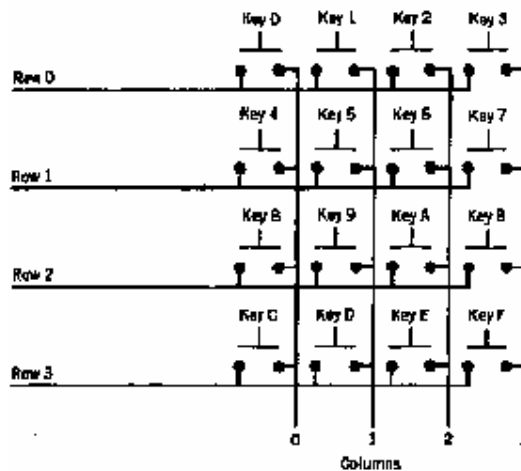 Key 0 Key 1 Key 2 Key 3
Row 0
Key 4 Key 5 Key 6 Key 7
Row 1
Key 8 Key 9 Key A Key B
Row 2
Key C Key D Key E Key F
Row 3
0 1 2
Columns